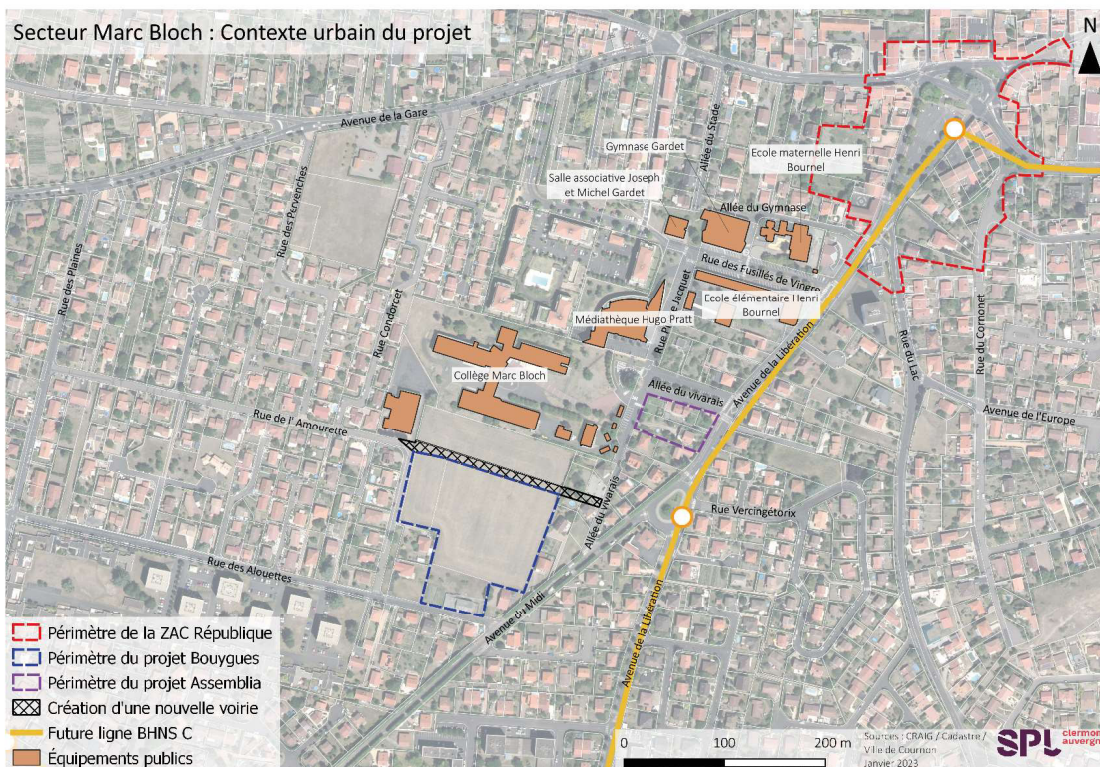 Secteur Marc Bloch : Contexte urbain du projet
N
Avenue de la Gare
Allée du Stade
Gymnase Gardet
Ecole maternelle Henri
Bournel
Salle associative Joseph
et Michel Gardet
Rue des Pervenches
Allée du Gymnase
Rue des Plaines
Rue des Fusillés de Vingre
Ecole élémentaire Henri
Bournel
Médiathèque Hugo Pratt
Rue Jacquet
Rue Condorcet
Avenue de la Libération
Rue du Lac
Rue du Cornonet
Collège Marc Bloch
Allée du vivarais
Avenue de l'Europe
Rue de l' Amourette
Allée du vivarais
Rue Vercingétorix
Rue des Alouettes
Avenue du Midi
Avenue de la Libération
Périmètre de la ZAC République
Périmètre du projet Bouygues
Périmètre du projet Assemblia
Création d'une nouvelle voirie
Future ligne BHNS C
Équipements publics
0 100 200 m
Sources : CRAIG / Cadastre /
Ville de Cournon
Janvier 2023
SPL clermont
auvergne